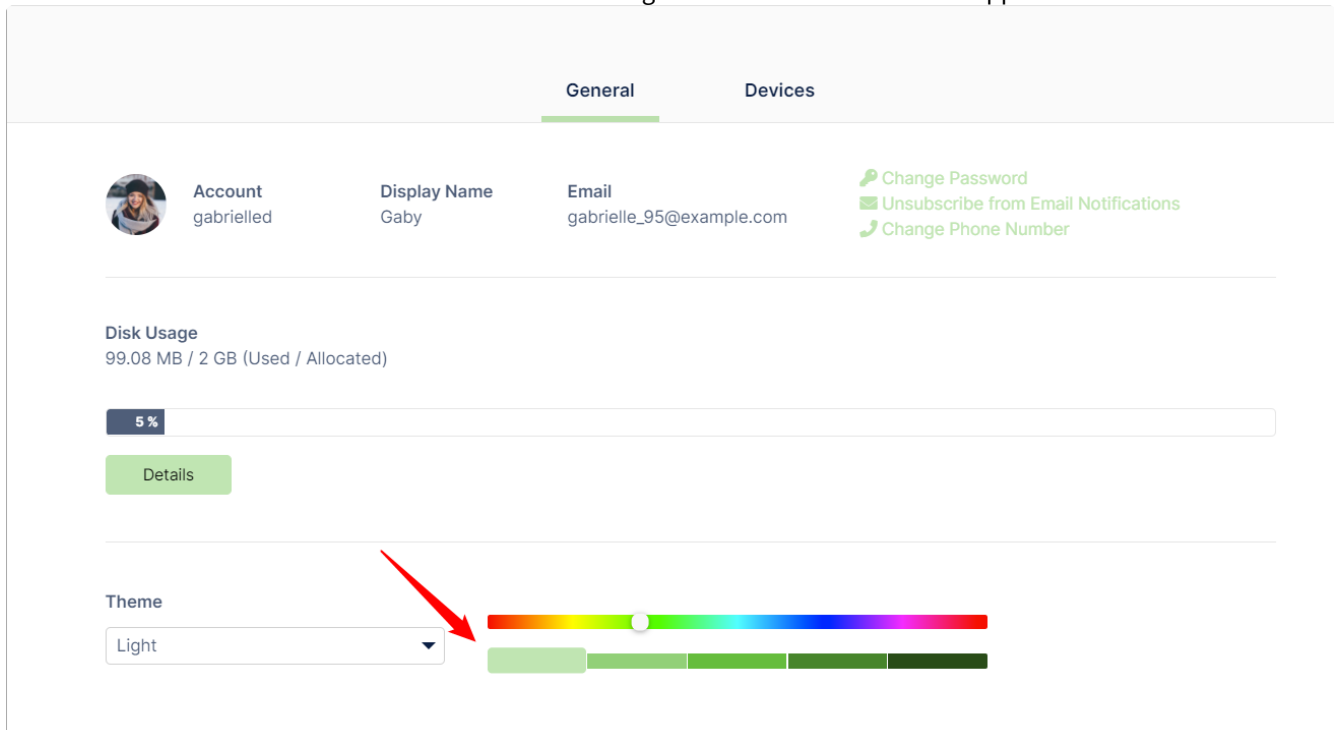 General Devices
Account Display Name Email
gabrielled Gaby gabrielle_95@example.com
Change Password
Unsubscribe from Email Notifications
Change Phone Number
Disk Usage
99.08 MB / 2 GB (Used / Allocated)
5 %
Details
Theme
Light